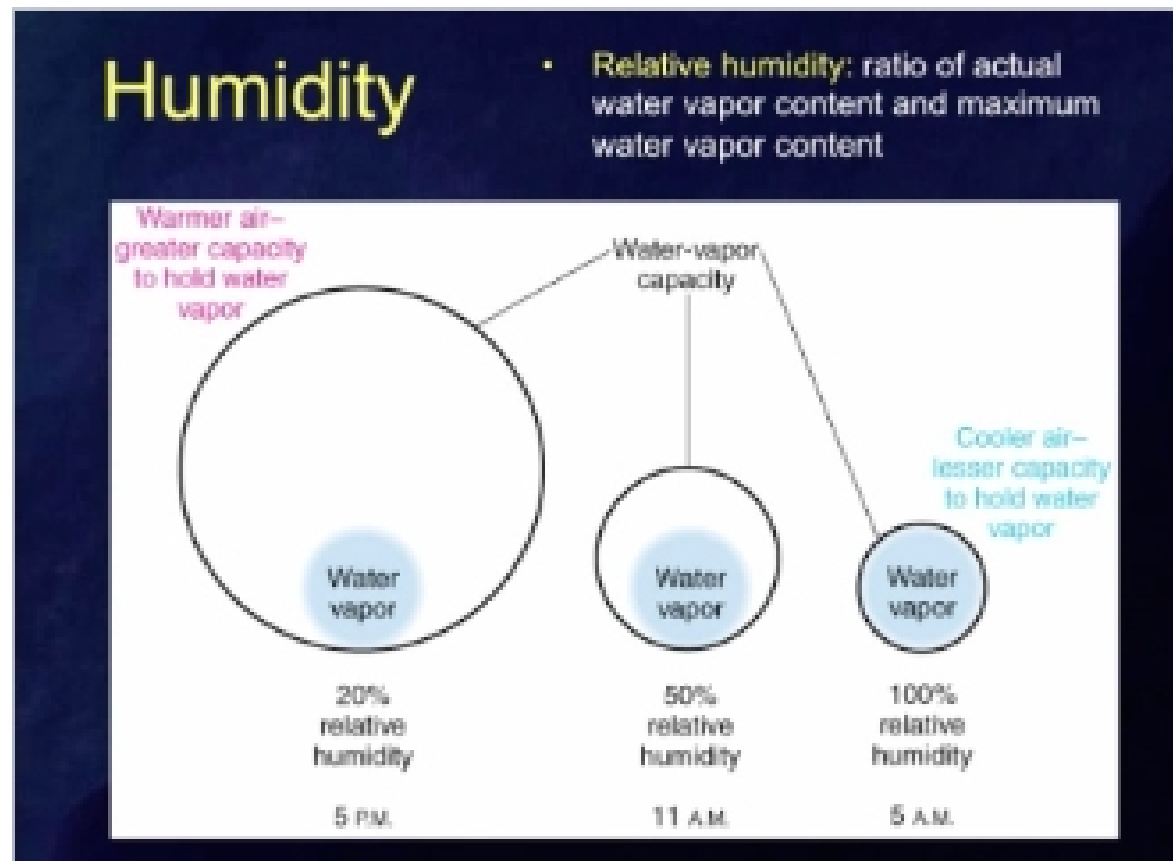 Humidity
• Relative humidity: ratio of actual
water vapor content and maximum
water vapor content
Warmer air–
greater capacity
to hold water
vapor
Water-vapor
capacity
Cooler air–
lesser capacity
to hold water
vapor
Water
vapor
Water
vapor
Water
vapor
20%
relative
humidity
50%
relative
humidity
100%
relative
humidity
5 P.M.
11 A.M.
5 A.M.